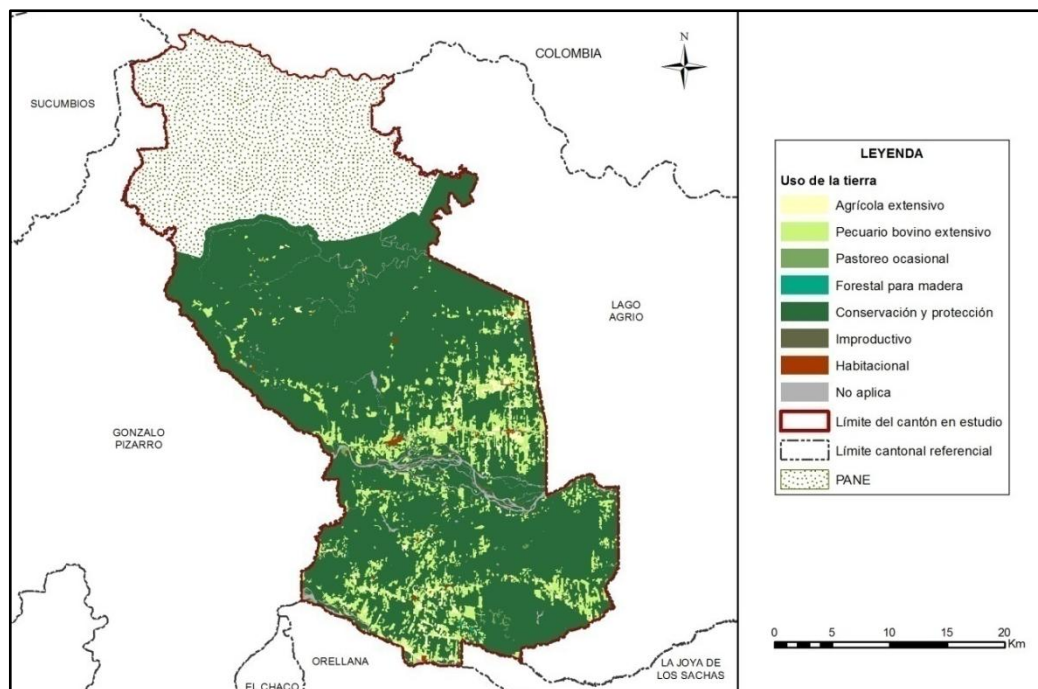 COLOMBIA
N
SUCUMBIOS
LAGO
AGRIO
GONZALO
PIZARRO
ORELLANA
EL CHACO
LA JOYA DE
LOS SACHAS
LEYENDA
Uso de la tierra
Agrícola extensivo
Pecuario bovino extensivo
Pastoreo ocasional
Forestal para madera
Conservación y protección
Improductivo
Habitacional
No aplica
Límite del cantón en estudio
Límite cantonal referencial
PANE
0 5 10 20
Km